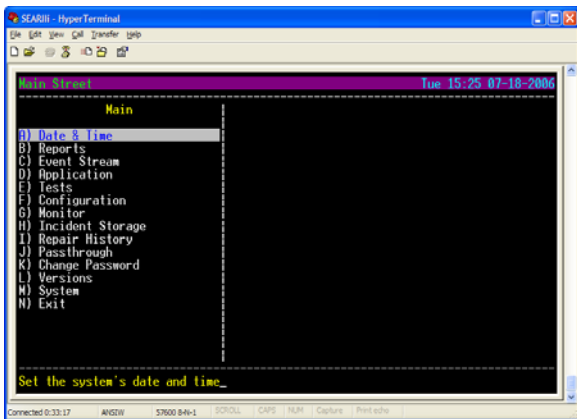 SEARIIi - HyperTerminal
File Edit View Call Transfer Help
Main Street Tue 15:25 07-18-2006
Main
A) Date & Time
B) Reports
C) Event Stream
D) Application
E) Tests
F) Configuration
G) Monitor
H) Incident Storage
I) Repair History
J) Passthrough
K) Change Password
L) Versions
M) System
N) Exit
Set the system's date and time_
Connected 0:33:17 ANSIW 57600 8-N-1 SCROLL CAPS NUM Capture Print echo